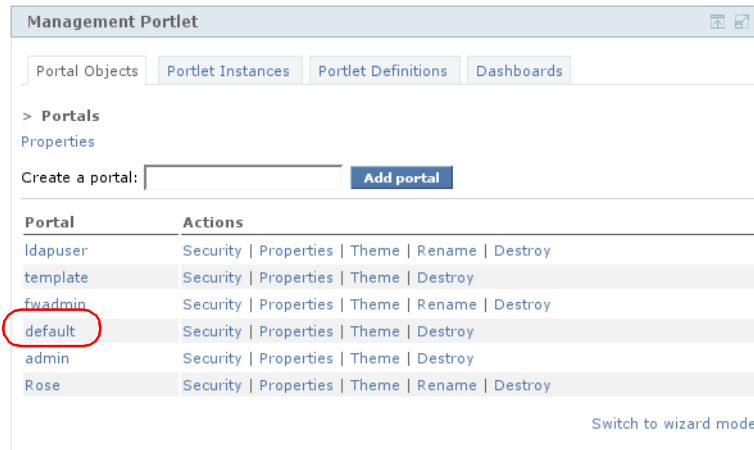 Management Portlet
Portal Objects Portlet Instances Portlet Definitions Dashboards
> Portals
Properties
Create a portal: Add portal
Portal Actions
ldapuser Security | Properties | Theme | Rename | Destroy
template Security | Properties | Theme | Destroy
fwadmin Security | Properties | Theme | Rename | Destroy
default Security | Properties | Theme | Destroy
admin Security | Properties | Theme | Destroy
Rose Security | Properties | Theme | Rename | Destroy
Switch to wizard mode